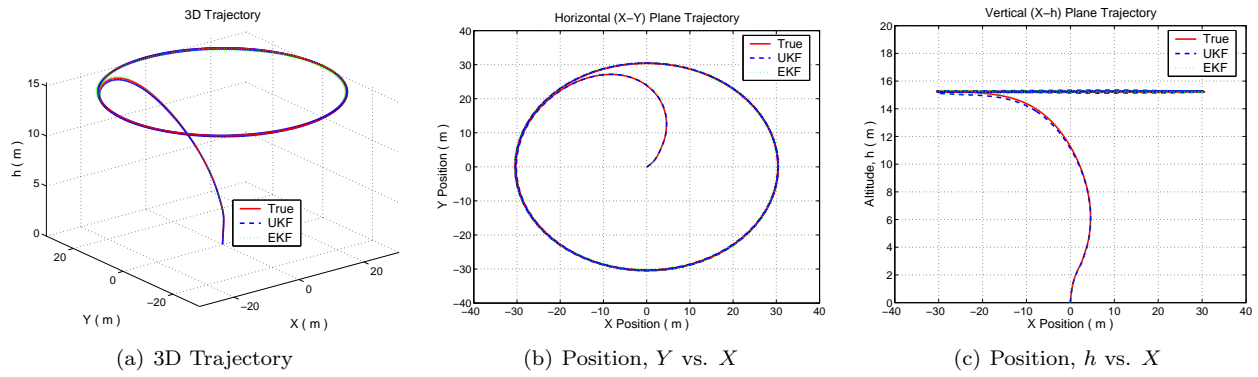 3D Trajectory
15
10
5
0
h ( m )
20
0
−20
Y ( m )
−20
0
20
X ( m )
True
UKF
EKF
(a) 3D Trajectory
Horizontal (X−Y) Plane Trajectory
40
30
20
10
0
−10
−20
−30
−40
Y Position ( m )
−40 −30 −20 −10 0 10 20 30 40
X Position ( m )
True
UKF
EKF
(b) Position, Y vs. X
Vertical (X−h) Plane Trajectory
20
18
16
14
12
10
8
6
4
2
0
Altitude, h ( m )
−40 −30 −20 −10 0 10 20 30 40
X Position ( m )
True
UKF
EKF
(c) Position, h vs. X